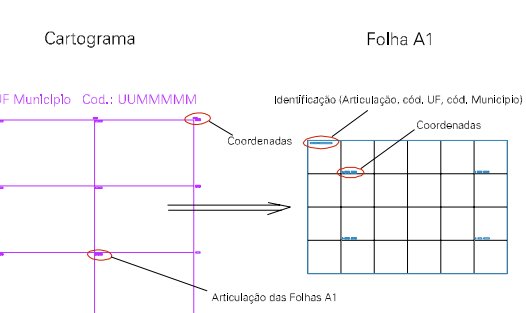 Cartograma
Folha A1
UF Município Cod.: UUMMMMM
Identificação (Articulação, cód. UF, cód. Município)
Coordenadas
Coordenadas
Articulação das Folhas A1